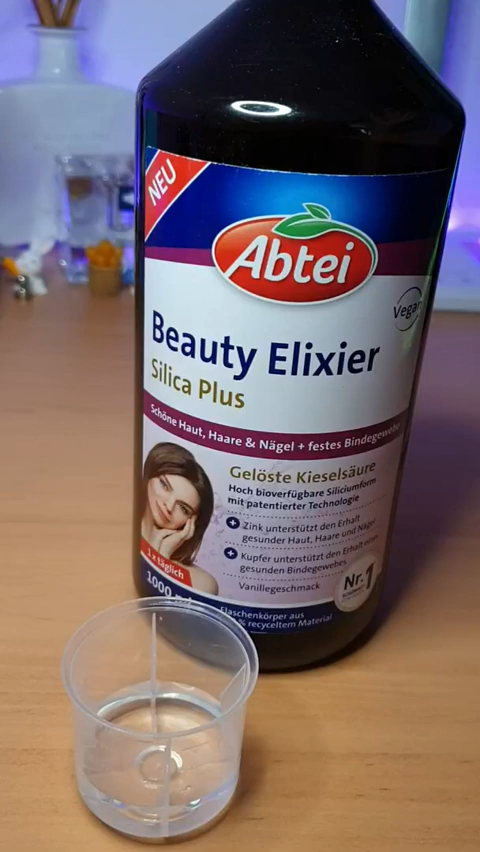 NEU
Abtei
Vegan
Beauty Elixier
Silica Plus
Schöne Haut, Haare & Nägel + festes Bindegewebe
Gelöste Kieselsäure
Hoch bioverfügbare Siliciumform
mit patentierter Technologie
Zink unterstützt den Erhalt
gesunder Haut, Haare und Nägel
Kupfer unterstützt den Erhalt eines
gesunden Bindegewebes
Vanillegeschmack
1 x täglich
Nr. 1
1000 ml
Flaschenkörper aus
% recyceltem Material